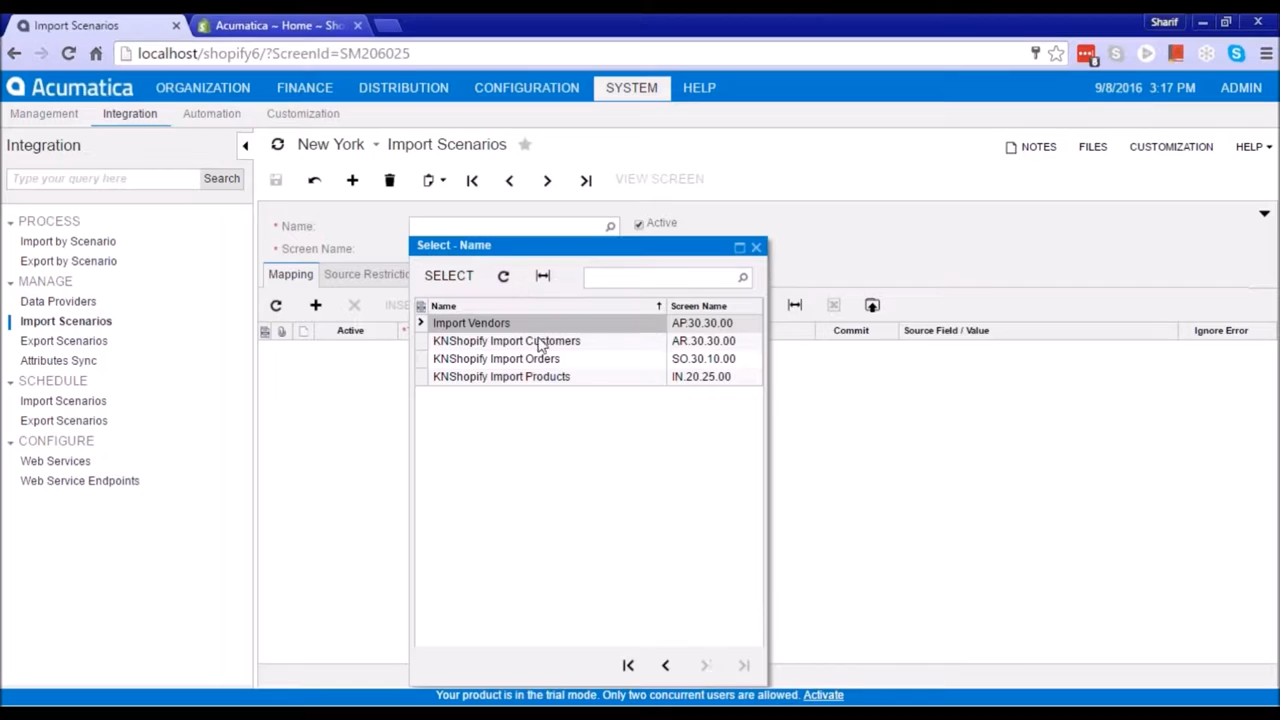 Import Scenarios
Acumatica ~ Home ~ Sho
Sharif
localhost/shopify6/?ScreenId=SM206025
Acumatica
ORGANIZATION
FINANCE
DISTRIBUTION
CONFIGURATION
SYSTEM
HELP
9/8/2016 3:17 PM
ADMIN
Management
Integration
Automation
Customization
Integration
Type your query here
Search
PROCESS
Import by Scenario
Export by Scenario
MANAGE
Data Providers
Import Scenarios
Export Scenarios
Attributes Sync
SCHEDULE
Import Scenarios
Export Scenarios
CONFIGURE
Web Services
Web Service Endpoints
New York
Import Scenarios
NOTES
FILES
CUSTOMIZATION
HELP
VIEW SCREEN
* Name:
Active
* Screen Name:
Mapping
Source Restrictio
INSE
Active
Commit
Source Field / Value
Ignore Error
Select - Name
SELECT
Name
Screen Name
Import Vendors
AP.30.30.00
KNShopify Import Customers
AR.30.30.00
KNShopify Import Orders
SO.30.10.00
KNShopify Import Products
IN.20.25.00
Your product is in the trial mode. Only two concurrent users are allowed. Activate